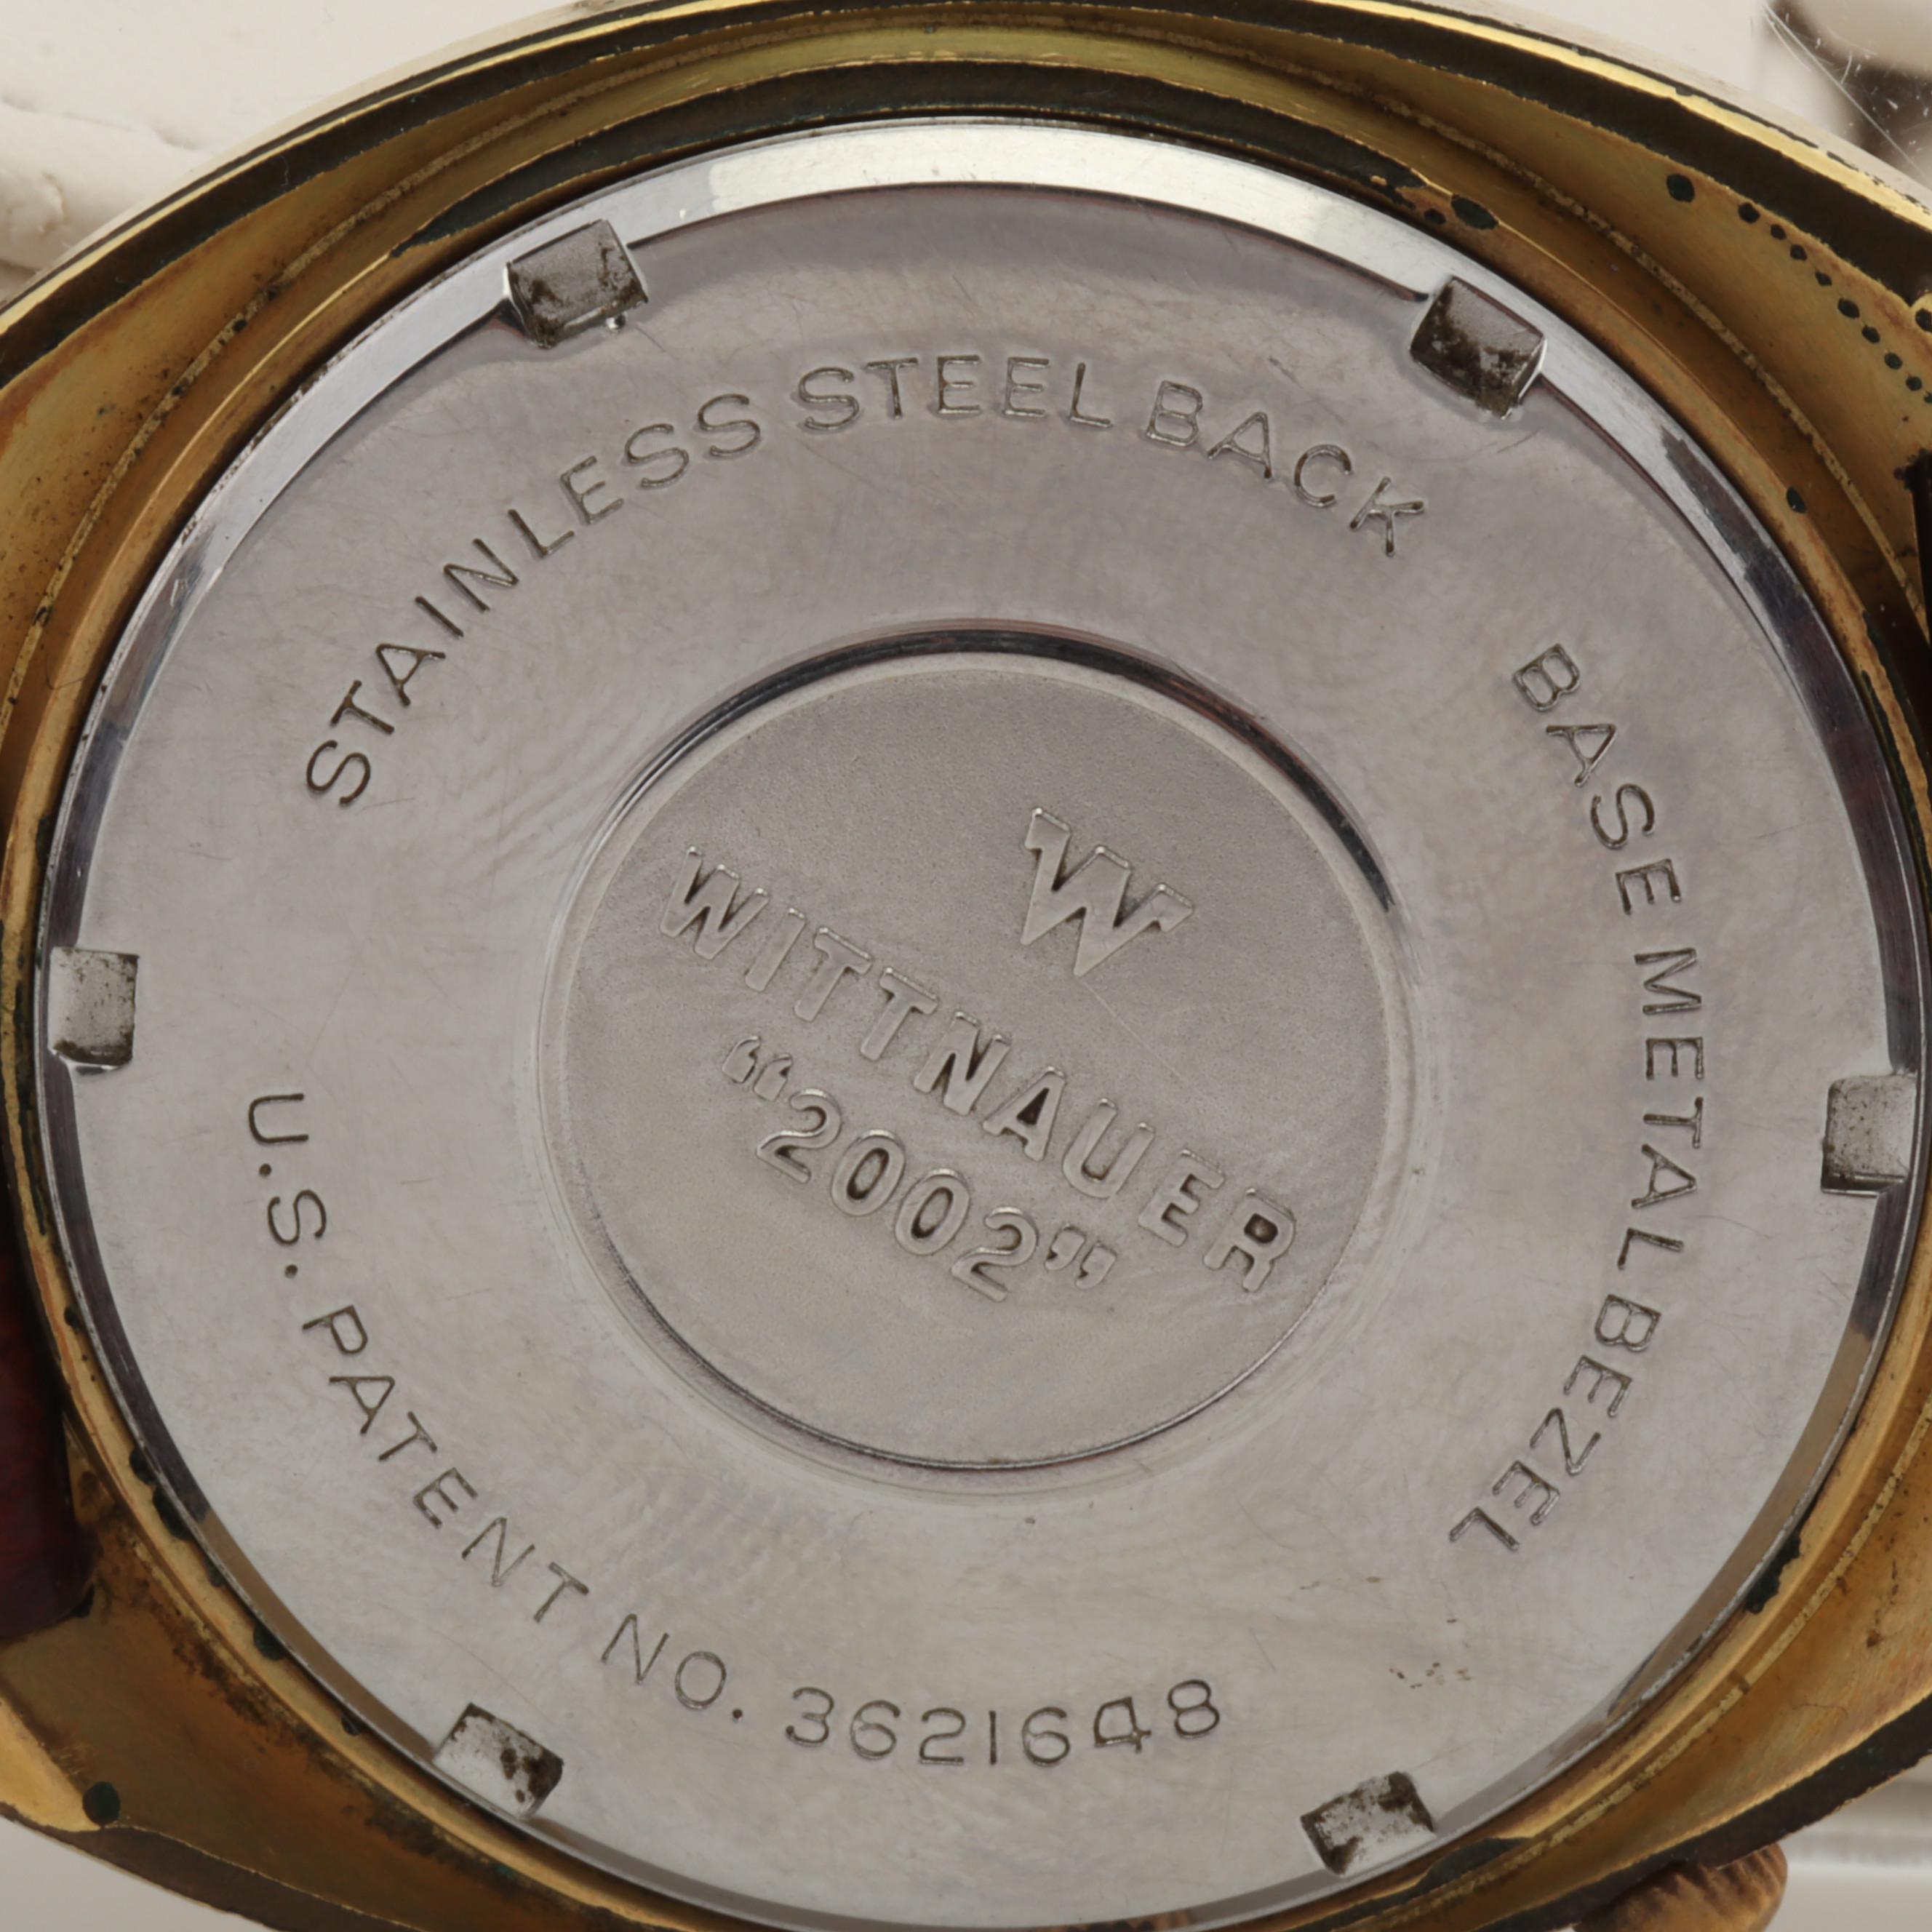 STAINLESS STEEL BACK
BASE METAL BEZEL
W
WITTNAUER
“2002”
U.S. PATENT NO. 3621648